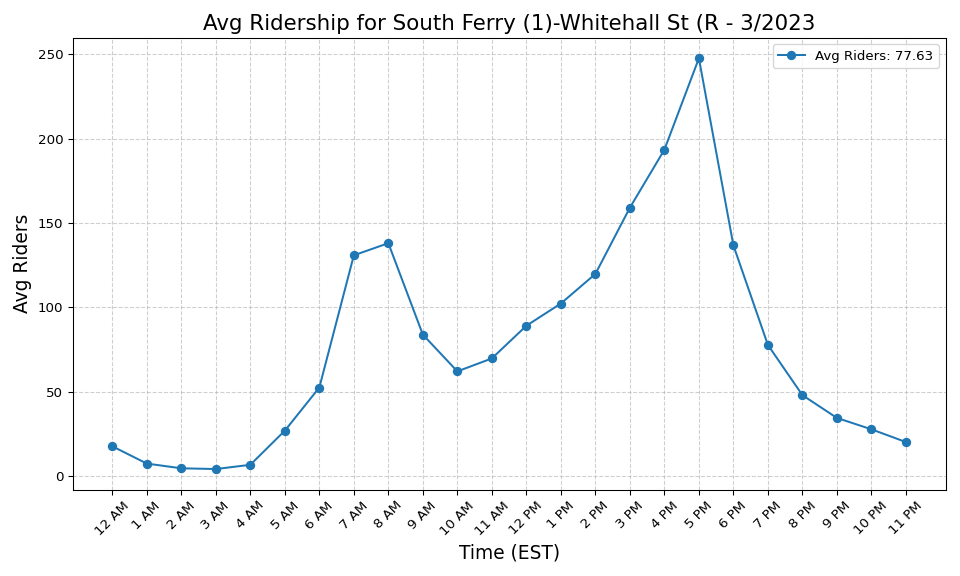 Avg Ridership for South Ferry (1)-Whitehall St (R - 3/2023
Avg Riders: 77.63
Avg Riders
250
200
150
100
50
0
12 AM
1 AM
2 AM
3 AM
4 AM
5 AM
6 AM
7 AM
8 AM
9 AM
10 AM
11 AM
12 PM
1 PM
2 PM
3 PM
4 PM
5 PM
6 PM
7 PM
8 PM
9 PM
10 PM
11 PM
Time (EST)